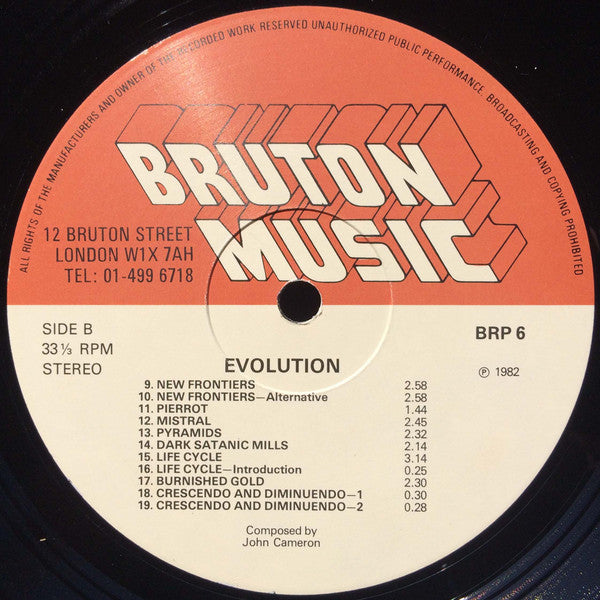 ALL RIGHTS OF THE MANUFACTURERS AND OWNER OF THE RECORDED WORK RESERVED UNAUTHORIZED PUBLIC PERFORMANCE, BROADCASTING AND COPYING PROHIBITED
BRUTON
MUSIC
12 BRUTON STREET
LONDON W1X 7AH
TEL: 01-499 6718
SIDE B
33⅓ RPM
STEREO
BRP 6
℗ 1982
EVOLUTION
9. NEW FRONTIERS 2.58
10. NEW FRONTIERS—Alternative 2.58
11. PIERROT 1.44
12. MISTRAL 2.45
13. PYRAMIDS 2.32
14. DARK SATANIC MILLS 2.14
15. LIFE CYCLE 3.14
16. LIFE CYCLE—Introduction 0.25
17. BURNISHED GOLD 2.30
18. CRESCENDO AND DIMINUENDO—1 0.30
19. CRESCENDO AND DIMINUENDO—2 0.28
Composed by
John Cameron